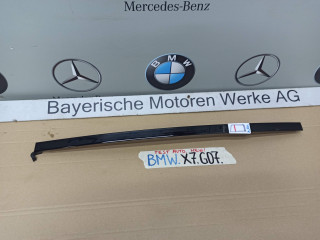 Mercedes-Benz
BMW
Bayerische Motoren Werke AG
BMW. X7.G07.